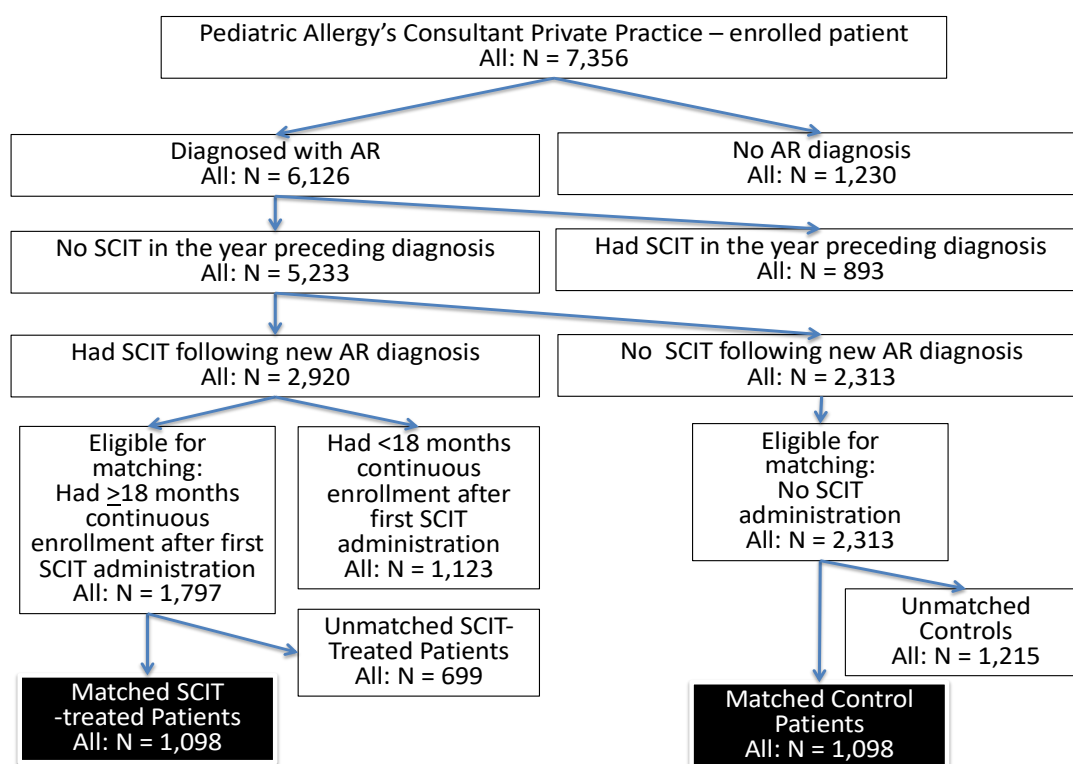 Pediatric Allergy's Consultant Private Practice – enrolled patient
All: N = 7,356
Diagnosed with AR
All: N = 6,126
No AR diagnosis
All: N = 1,230
No SCIT in the year preceding diagnosis
All: N = 5,233
Had SCIT in the year preceding diagnosis
All: N = 893
Had SCIT following new AR diagnosis
All: N = 2,920
No SCIT following new AR diagnosis
All: N = 2,313
Eligible for
matching:
Had ≥18 months
continuous
enrollment after first
SCIT administration
All: N = 1,797
Had <18 months
continuous
enrollment after
first SCIT
administration
All: N = 1,123
Eligible for
matching:
No SCIT
administration
All: N = 2,313
Unmatched SCIT-
Treated Patients
All: N = 699
Unmatched
Controls
All: N = 1,215
Matched SCIT
-treated Patients
All: N = 1,098
Matched Control
Patients
All: N = 1,098